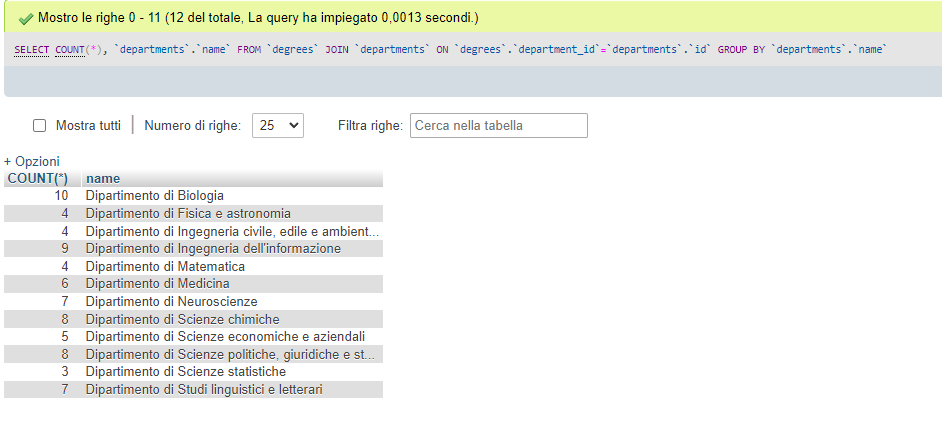 Mostro le righe 0 - 11 (12 del totale, La query ha impiegato 0,0013 secondi.)
SELECT COUNT(*), `departments`.`name` FROM `degrees` JOIN `departments` ON `degrees`.`department_id`=`departments`.`id` GROUP BY `departments`.`name`
Mostra tutti | Numero di righe: 25 Filtra righe: Cerca nella tabella
+ Opzioni
COUNT(*) name
10 Dipartimento di Biologia
4 Dipartimento di Fisica e astronomia
4 Dipartimento di Ingegneria civile, edile e ambient...
9 Dipartimento di Ingegneria dell'informazione
4 Dipartimento di Matematica
6 Dipartimento di Medicina
7 Dipartimento di Neuroscienze
8 Dipartimento di Scienze chimiche
5 Dipartimento di Scienze economiche e aziendali
8 Dipartimento di Scienze politiche, giuridiche e st...
3 Dipartimento di Scienze statistiche
7 Dipartimento di Studi linguistici e letterari